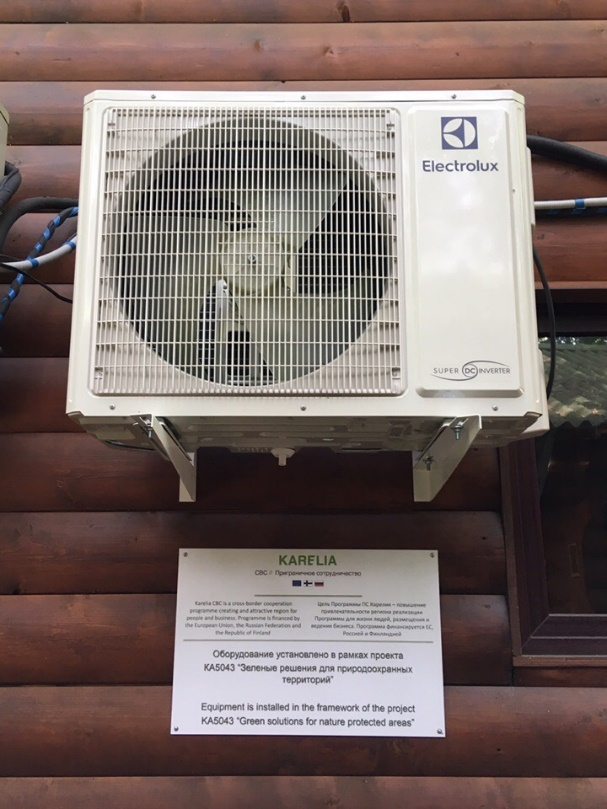 Electrolux
SUPER DC INVERTER
KARELIA
CBC // Приграничное сотрудничество
Karelia CBC is a cross border cooperation
programme creating and attractive region for
people and business. Programme is financed by
the European Union, the Russian Federation and
the Republic of Finland
Цель Программы ПС Карелия – повышение
привлекательности региона реализации
Программы для жизни людей, размещения и
ведения бизнеса. Программа финансируется ЕС,
Россией и Финляндией
Оборудование установлено в рамках проекта
КА5043 "Зеленые решения для природоохранных
территорий"
Equipment is installed in the framework of the project
KA5043 "Green solutions for nature protected areas"